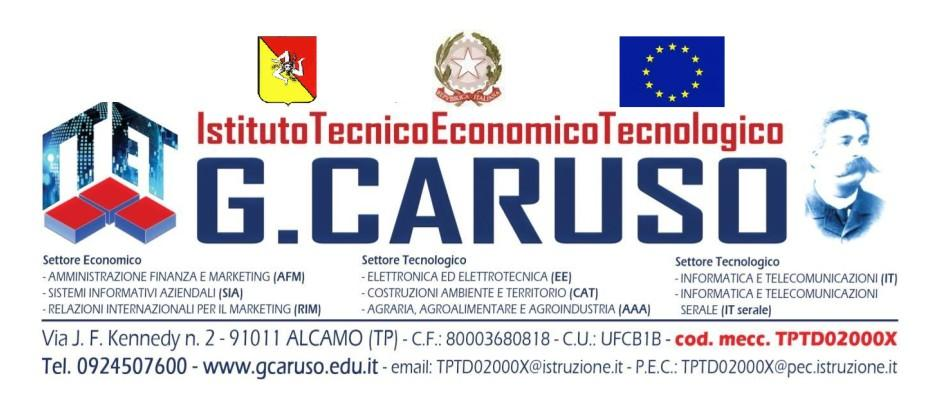 REPVBBLICA ITALIANA
IstitutoTecnicoEconomicoTecnologico
ITET
G.CARUSO
Settore Economico
- AMMINISTRAZIONE FINANZA E MARKETING (AFM)
- SISTEMI INFORMATIVI AZIENDALI (SIA)
- RELAZIONI INTERNAZIONALI PER IL MARKETING (RIM)
Settore Tecnologico
- ELETTRONICA ED ELETTROTECNICA (EE)
- COSTRUZIONI AMBIENTE E TERRITORIO (CAT)
- AGRARIA, AGROALIMENTARE E AGROINDUSTRIA (AAA)
Settore Tecnologico
- INFORMATICA E TELECOMUNICAZIONI (IT)
- INFORMATICA E TELECOMUNICAZIONI
SERALE (IT serale)
Via J. F. Kennedy n. 2 - 91011 ALCAMO (TP) - C.F.: 80003680818 - C.U.: UFCB1B - cod. mecc. TPTD02000X
Tel. 0924507600 - www.gcaruso.edu.it - email: TPTD02000X@istruzione.it - P.E.C.: TPTD02000X@pec.istruzione.it